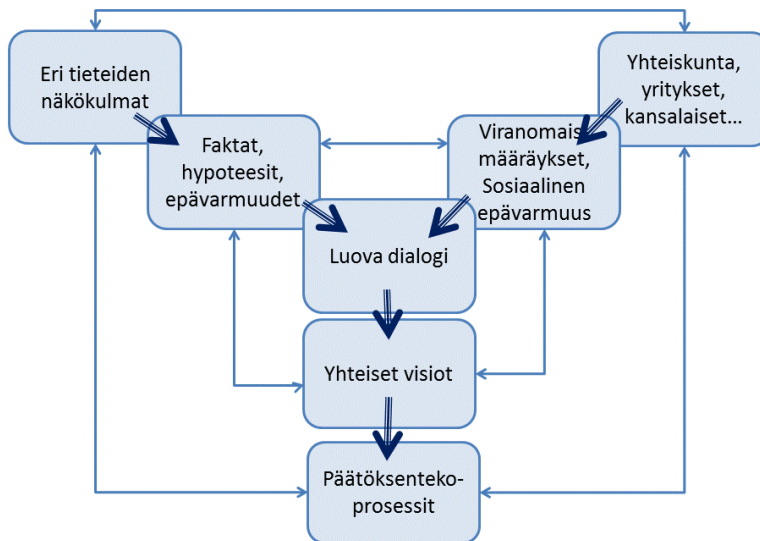 Eri tieteiden
näkökulmat
Yhteiskunta,
yritykset,
kansalaiset...
Faktat,
hypoteesit,
epävarmuudet
Viranomais
määräykset,
Sosiaalinen
epävarmuus
Luova dialogi
Yhteiset visiot
Päätöksenteko-
prosessit